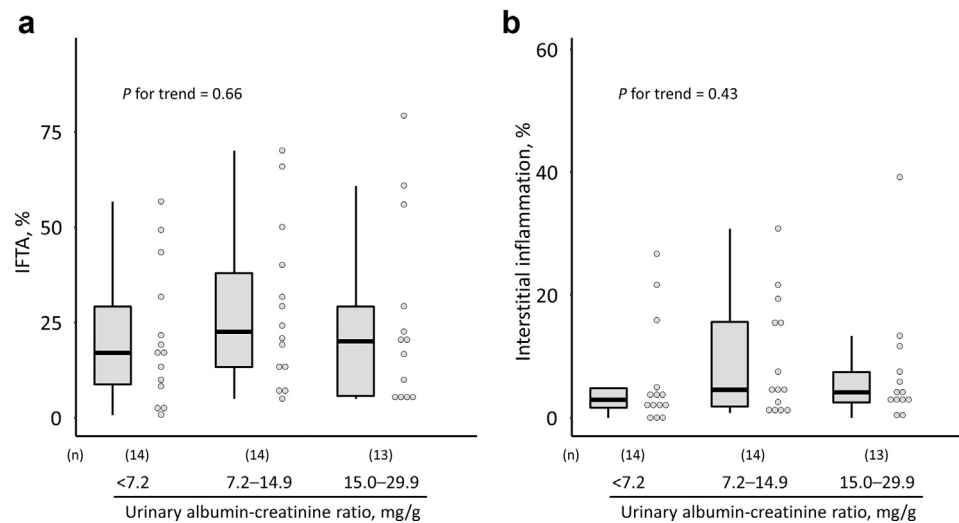 a
P for trend = 0.66
IFTA, %
75
50
25
0
(n) (14) (14) (13)
<7.2 7.2–14.9 15.0–29.9
Urinary albumin-creatinine ratio, mg/g
b
P for trend = 0.43
Interstitial inflammation, %
60
40
20
0
(n) (14) (14) (13)
<7.2 7.2–14.9 15.0–29.9
Urinary albumin-creatinine ratio, mg/g